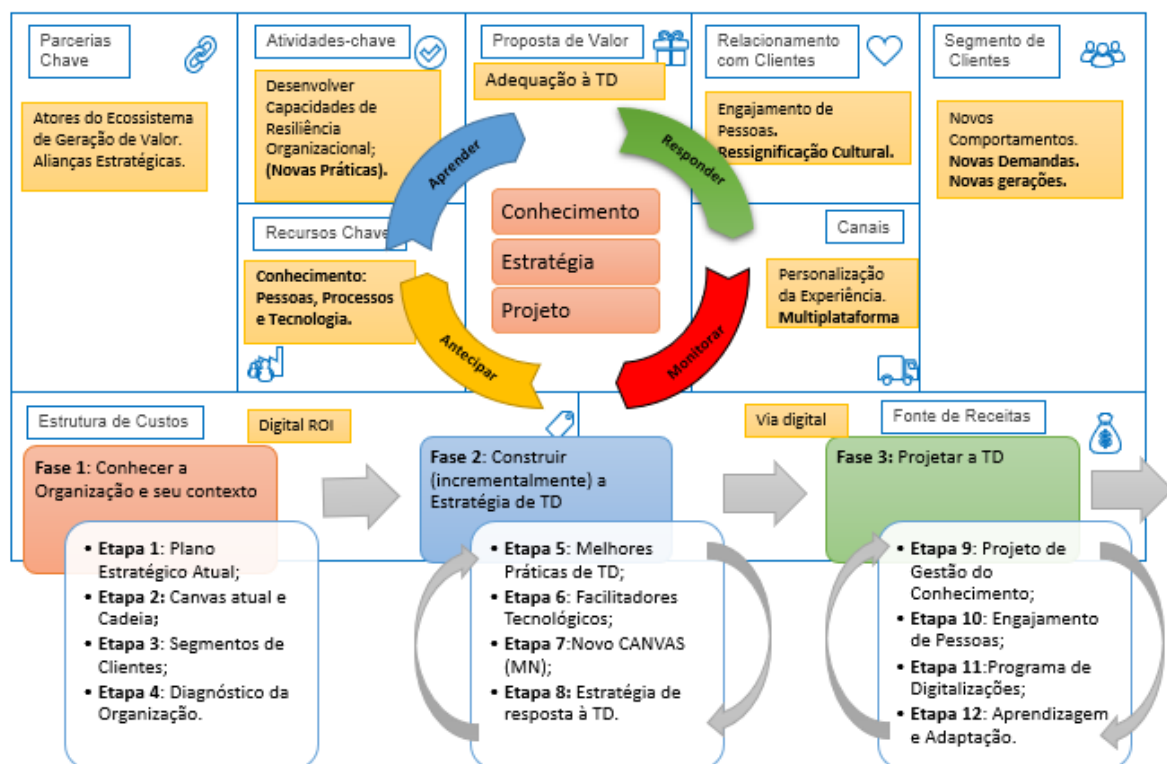 Parcerias
Chave
Atores do Ecossistema
de Geração de Valor.
Alianças Estratégicas.
Atividades-chave
Desenvolver
Capacidades de
Resiliência
Organizacional;
(Novas Práticas).
Recursos Chave
Conhecimento:
Pessoas, Processos
e Tecnologia.
Proposta de Valor
Adequação à TD
Aprender
Responder
Monitorar
Antecipar
Conhecimento
Estratégia
Projeto
Relacionamento
com Clientes
Engajamento de
Pessoas.
Ressignificação Cultural.
Canais
Personalização
da Experiência.
Multiplataforma
Segmento de
Clientes
Novos
Comportamentos.
Novas Demandas.
Novas gerações.
Estrutura de Custos
Digital ROI
Via digital
Fonte de Receitas
Fase 1: Conhecer a
Organização e seu contexto
• Etapa 1: Plano
Estratégico Atual;
• Etapa 2: Canvas atual e
Cadeia;
• Etapa 3: Segmentos de
Clientes;
• Etapa 4: Diagnóstico da
Organização.
Fase 2: Construir
(incrementalmente) a
Estratégia de TD
• Etapa 5: Melhores
Práticas de TD;
• Etapa 6: Facilitadores
Tecnológicos;
• Etapa 7:Novo CANVAS
(MN);
• Etapa 8: Estratégia de
resposta à TD.
Fase 3: Projetar a TD
• Etapa 9: Projeto de
Gestão do
Conhecimento;
• Etapa 10: Engajamento
de Pessoas;
• Etapa 11:Programa de
Digitalizações;
• Etapa 12: Aprendizagem
e Adaptação.